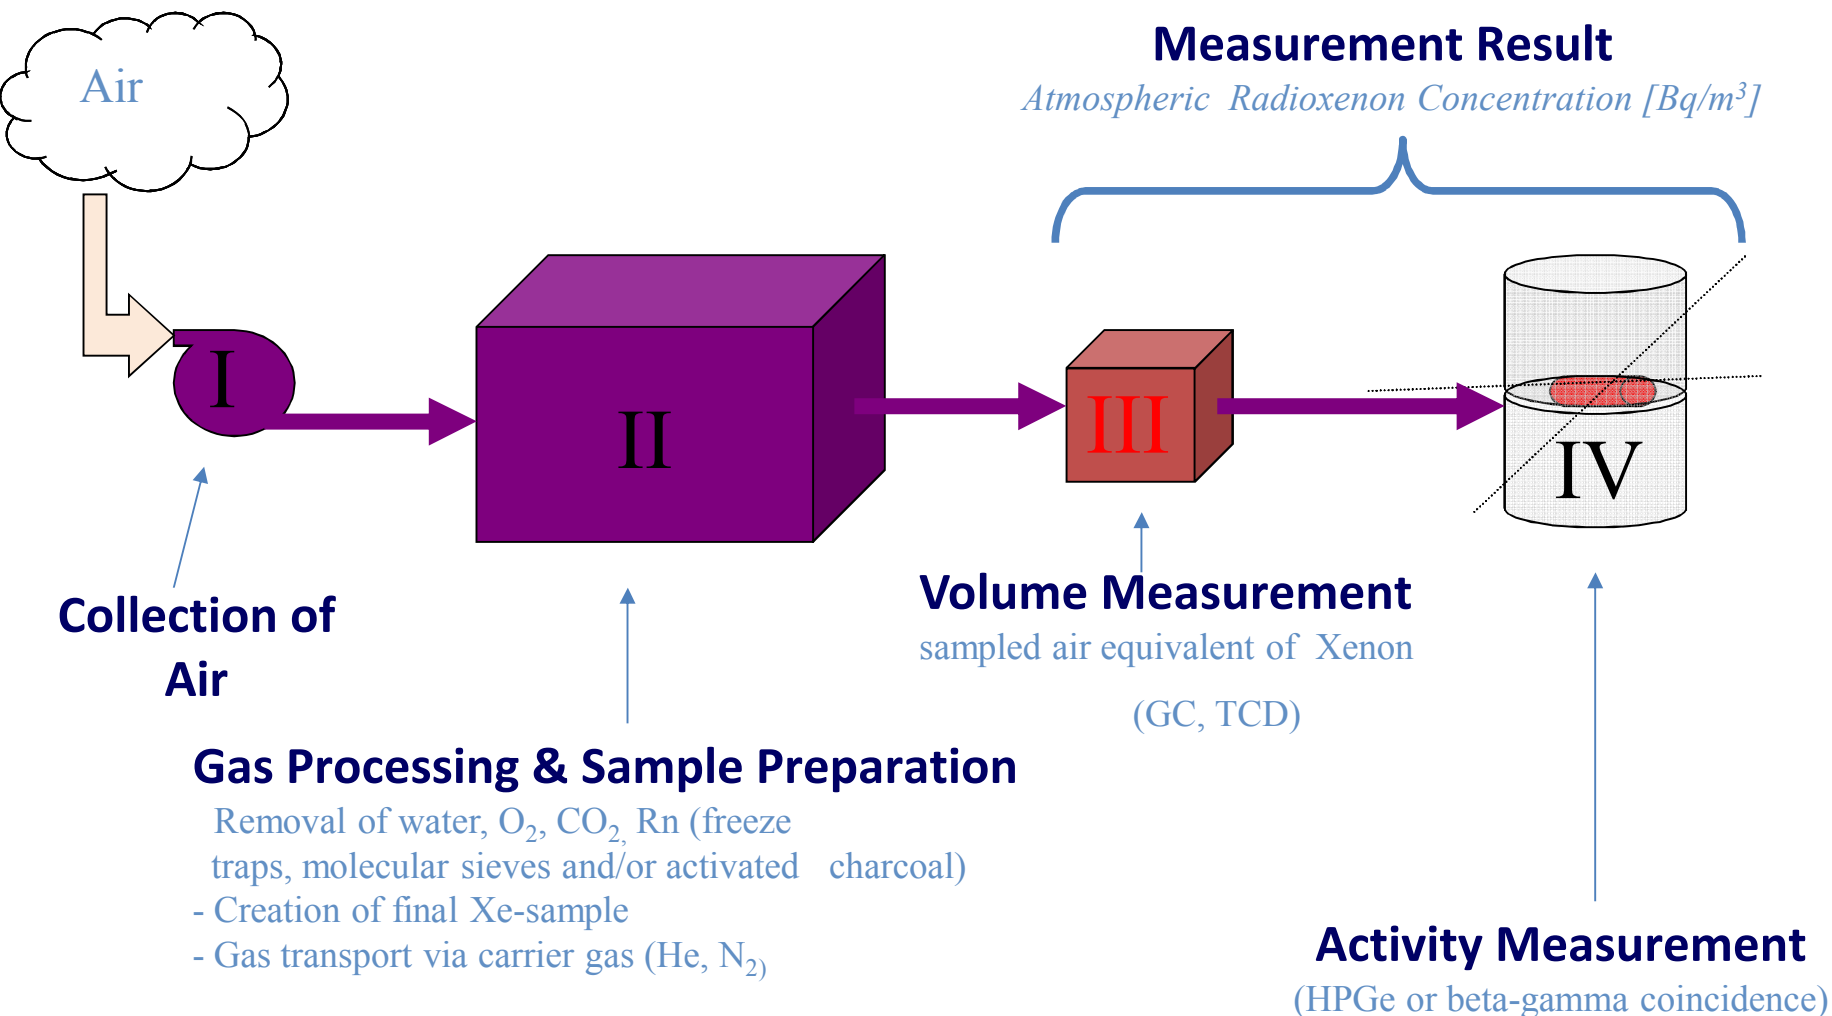 Measurement Result
Atmospheric Radioxenon Concentration [Bq/m³]
Air
I
II
III
IV
Collection of
Air
Volume Measurement
sampled air equivalent of Xenon
(GC, TCD)
Gas Processing & Sample Preparation
Removal of water, O₂, CO₂, Rn (freeze
traps, molecular sieves and/or activated charcoal)
- Creation of final Xe-sample
- Gas transport via carrier gas (He, N₂₎
Activity Measurement
(HPGe or beta-gamma coincidence)